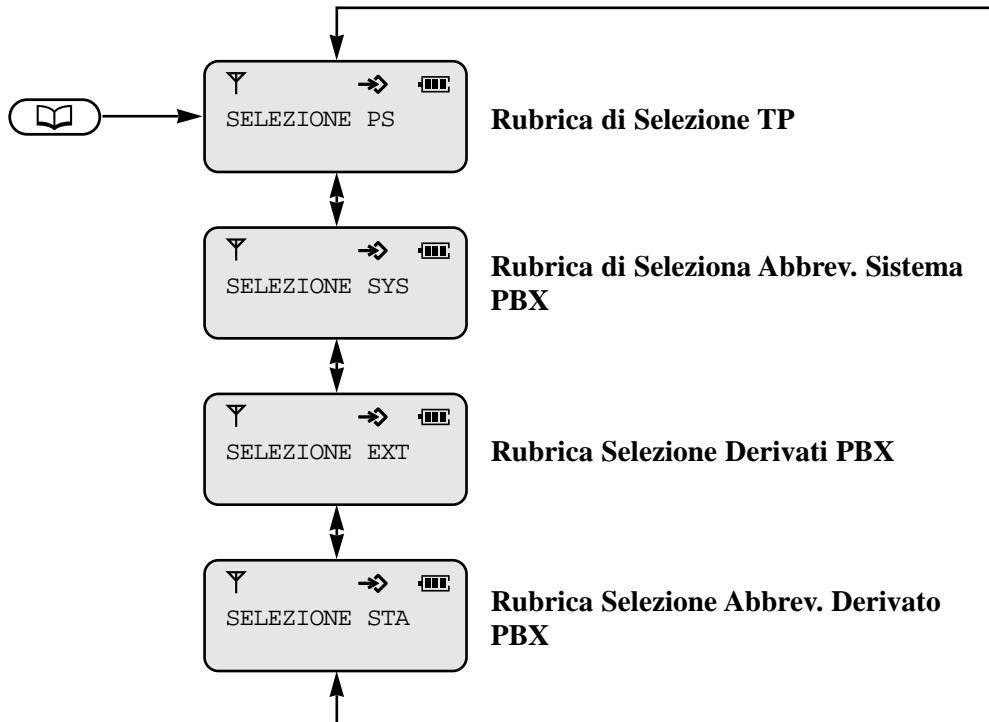 SELEZIONE PS
Rubrica di Selezione TP
SELEZIONE SYS
Rubrica di Seleziona Abbrev. Sistema
PBX
SELEZIONE EXT
Rubrica Selezione Derivati PBX
SELEZIONE STA
Rubrica Selezione Abbrev. Derivato
PBX